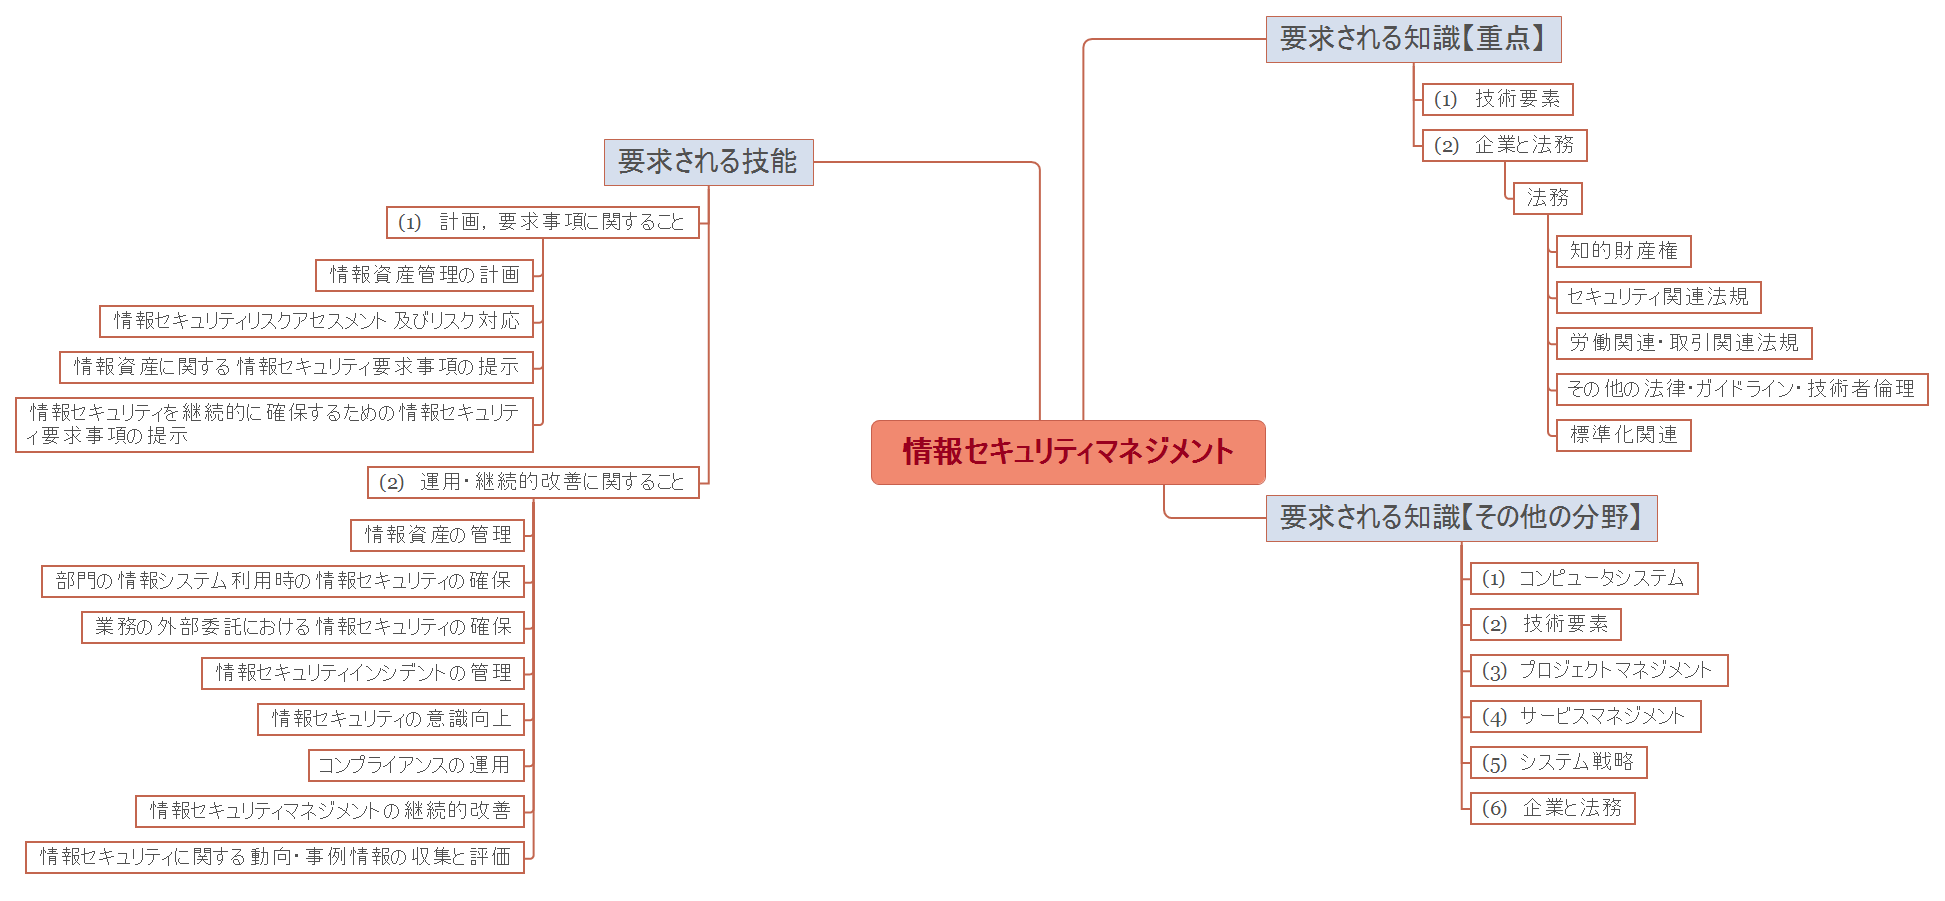 情報セキュリティマネジメント
要求される知識【重点】
(1) 技術要素
(2) 企業と法務
法務
知的財産権
セキュリティ関連法規
労働関連・取引関連法規
その他の法律・ガイドライン・技術者倫理
標準化関連
要求される知識【その他の分野】
(1) コンピュータシステム
(2) 技術要素
(3) プロジェクトマネジメント
(4) サービスマネジメント
(5) システム戦略
(6) 企業と法務
要求される技能
(1) 計画，要求事項に関すること
情報資産管理の計画
情報セキュリティリスクアセスメント及びリスク対応
情報資産に関する情報セキュリティ要求事項の提示
情報セキュリティを継続的に確保するための情報セキュリテ
ィ要求事項の提示
(2) 運用・継続的改善に関すること
情報資産の管理
部門の情報システム利用時の情報セキュリティの確保
業務の外部委託における情報セキュリティの確保
情報セキュリティインシデントの管理
情報セキュリティの意識向上
コンプライアンスの運用
情報セキュリティマネジメントの継続的改善
情報セキュリティに関する動向・事例情報の収集と評価